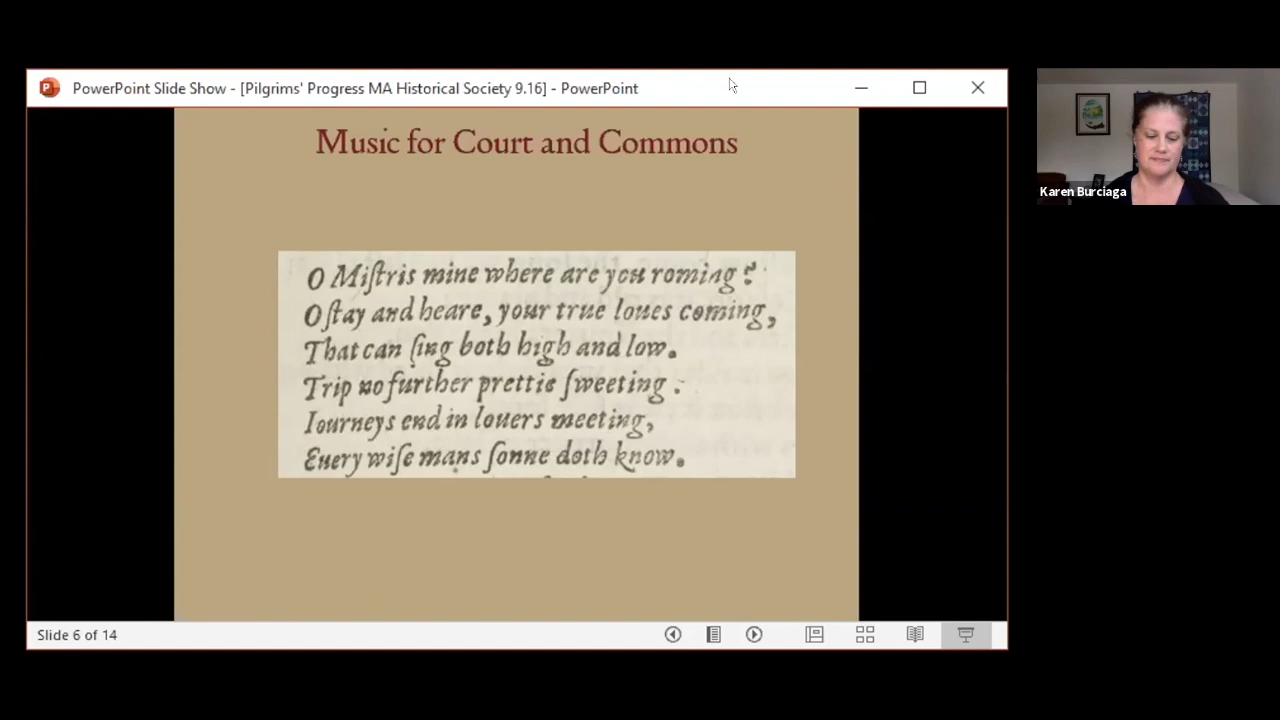 PowerPoint Slide Show - [Pilgrims' Progress MA Historical Society 9.16] - PowerPoint
Music for Court and Commons
O Miſtris mine where are you roming?
O ſtay and heare, your true loues coming,
That can ſing both high and low.
Trip no further prettie ſweeting.
Iourneys end in louers meeting,
Euery wiſe mans ſonne doth know.
Slide 6 of 14
Karen Burciaga